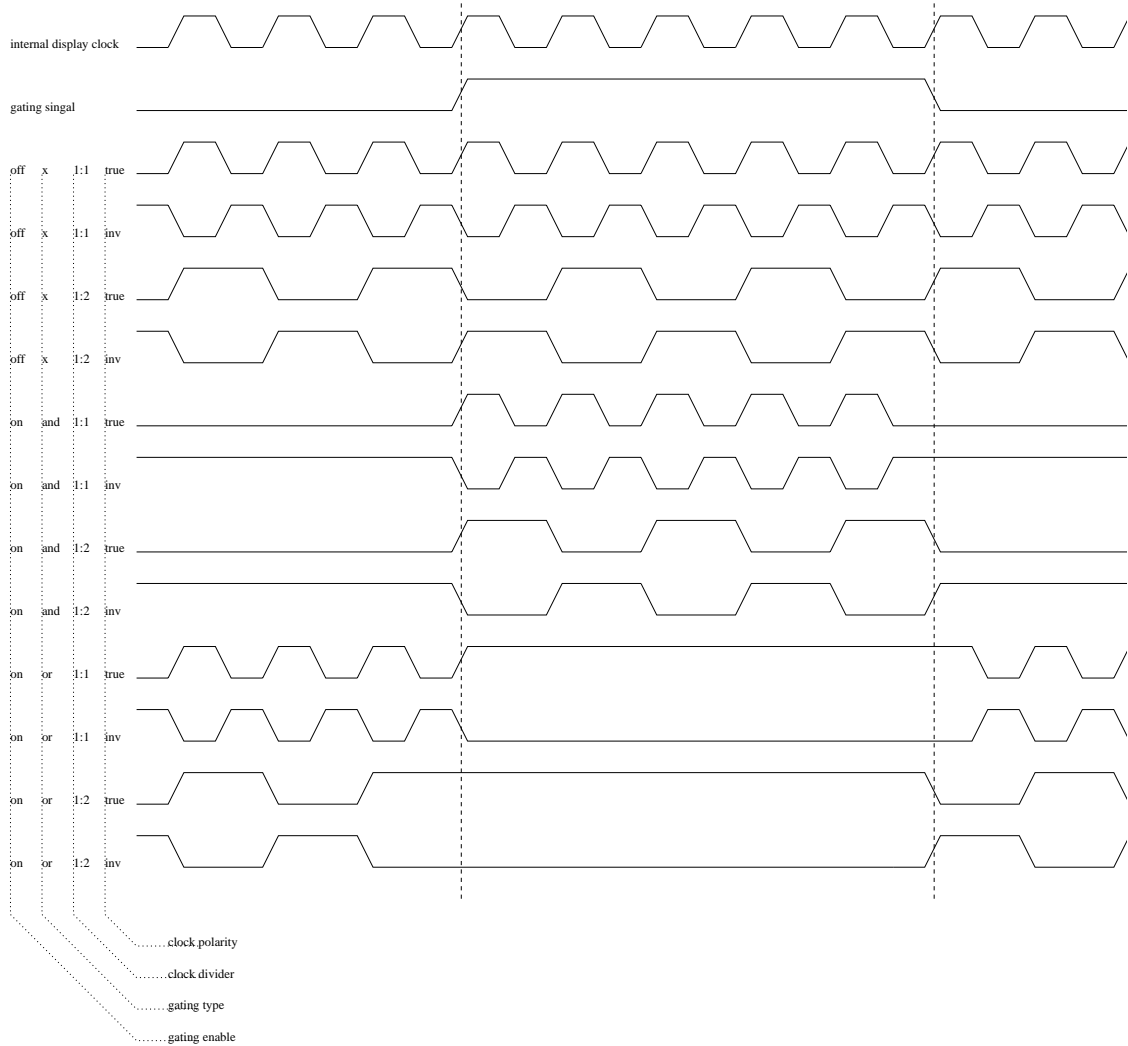 internal display clock
gating singal
off x 1:1 true
off x 1:1 inv
off x 1:2 true
off x 1:2 inv
on and 1:1 true
on and 1:1 inv
on and 1:2 true
on and 1:2 inv
on or 1:1 true
on or 1:1 inv
on or 1:2 true
on or 1:2 inv
clock polarity
clock divider
gating type
gating enable